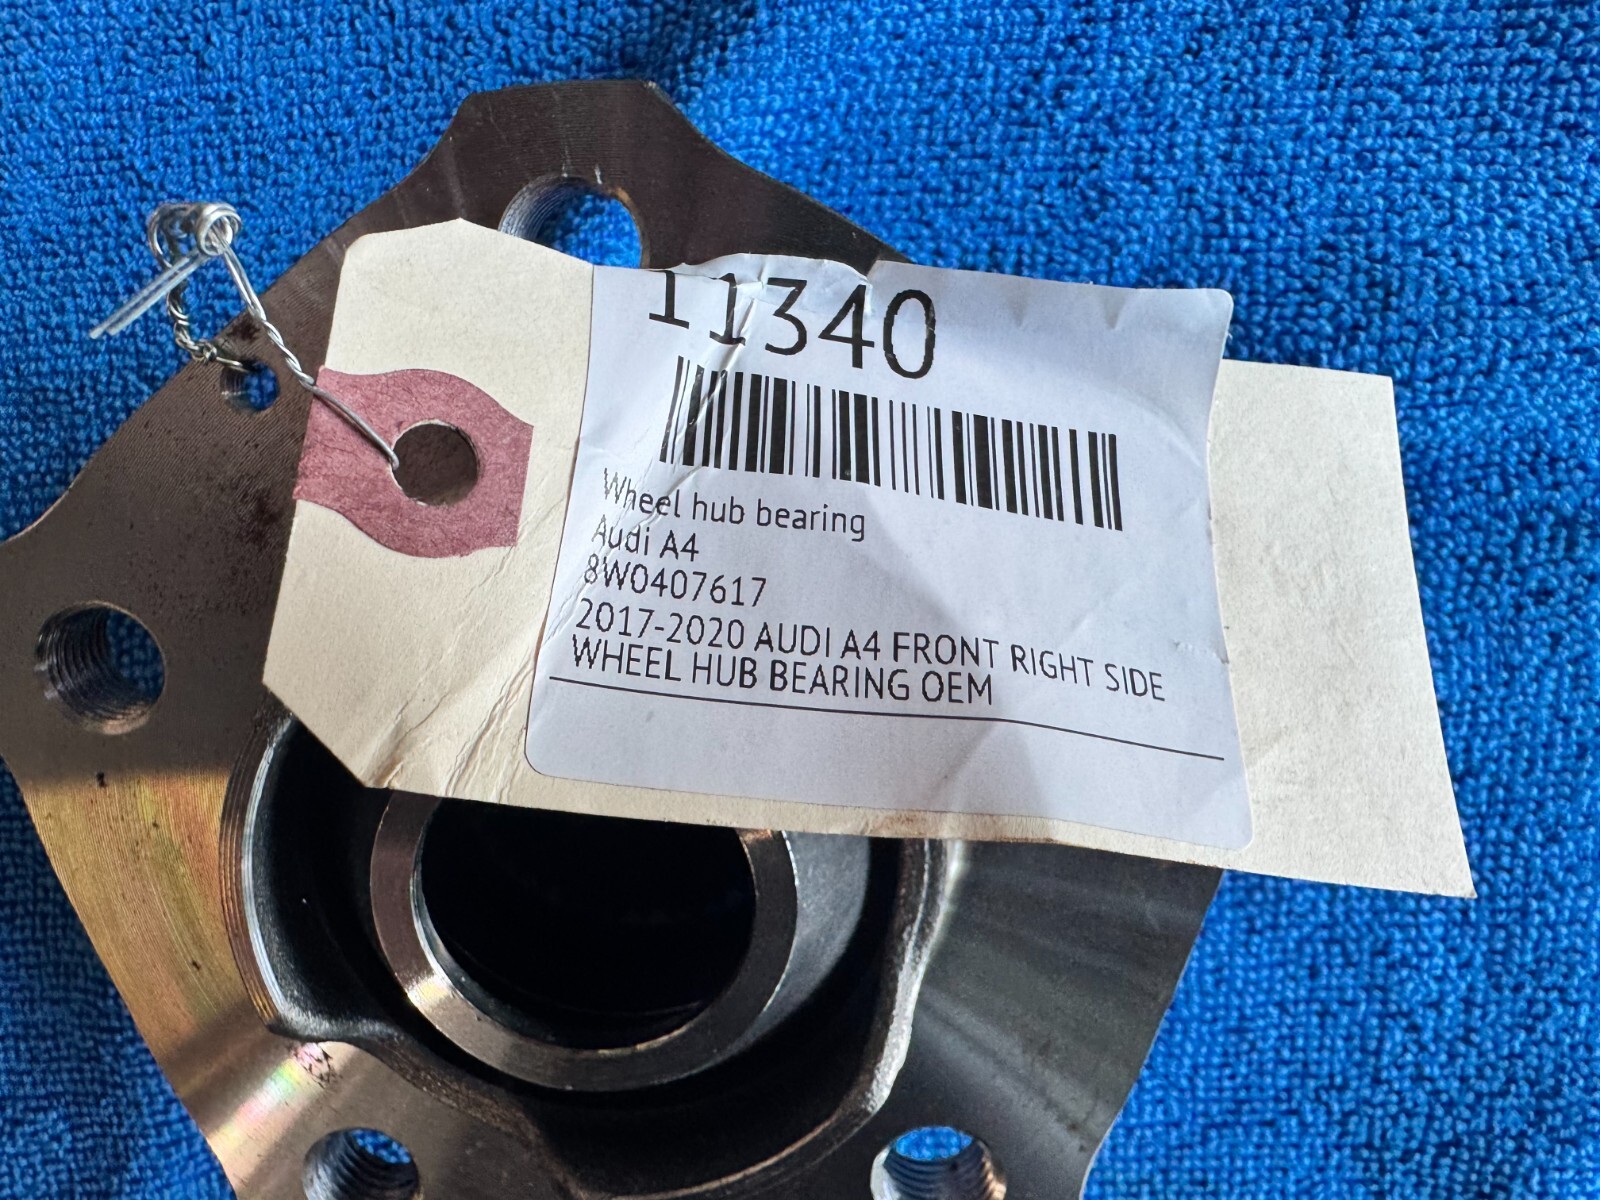 11340
Wheel hub bearing
Audi A4
8W0407617
2017-2020 AUDI A4 FRONT RIGHT SIDE
WHEEL HUB BEARING OEM